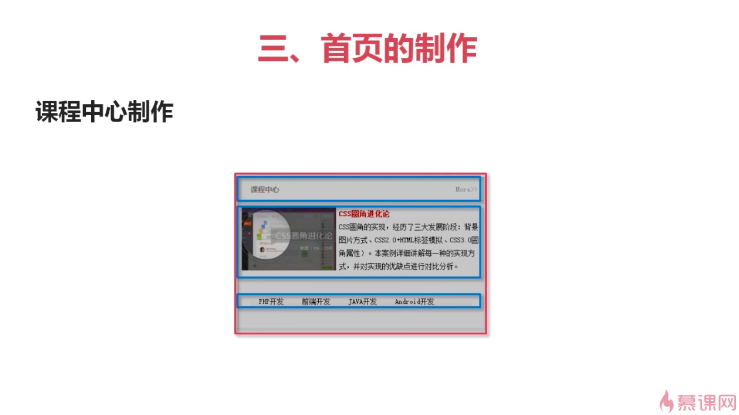 三、首页的制作
课程中心制作
课程中心 More>>
CSS圆角进化论
CSS圆角进化论
CSS圆角的实现，经历了三大发展阶段：背景
图片方式、CSS2.0+HTML标签模拟、CSS3.0圆
角属性）。本案例详细讲解每一种的实现方
式，并对实现的优缺点进行对比分析。
PHP开发 前端开发 JAVA开发 Android开发
慕课网